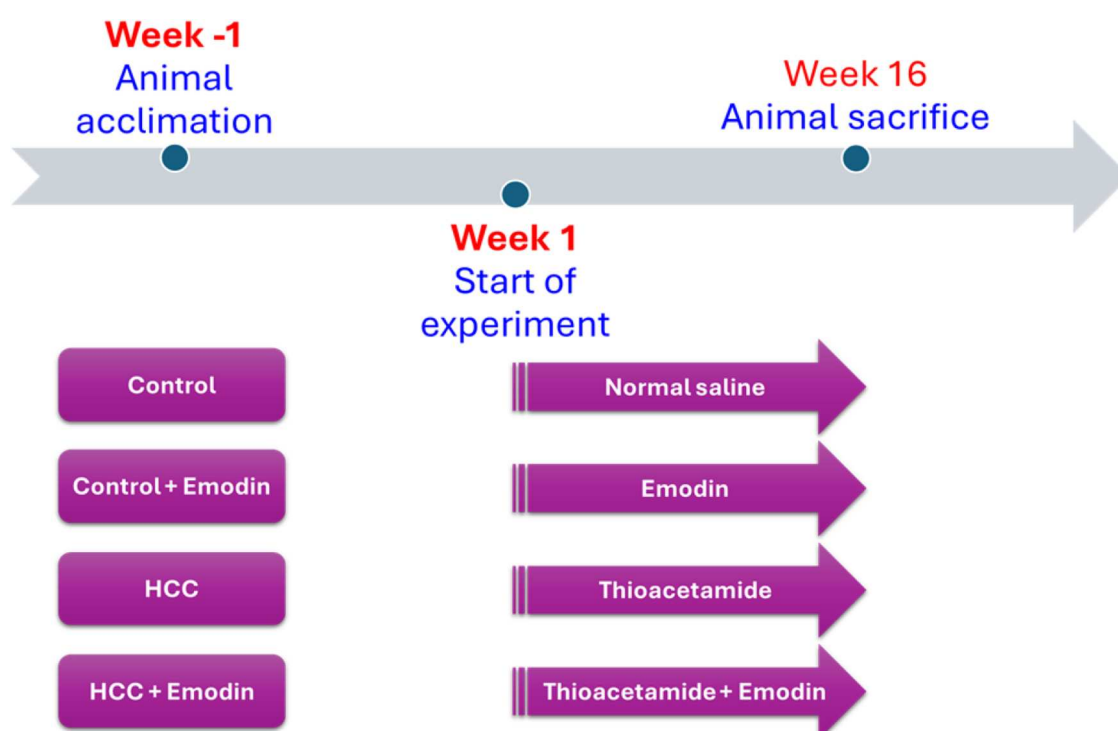 Week -1
Animal
acclimation
Week 16
Animal sacrifice
Week 1
Start of
experiment
Control
Normal saline
Control + Emodin
Emodin
HCC
Thioacetamide
HCC + Emodin
Thioacetamide + Emodin